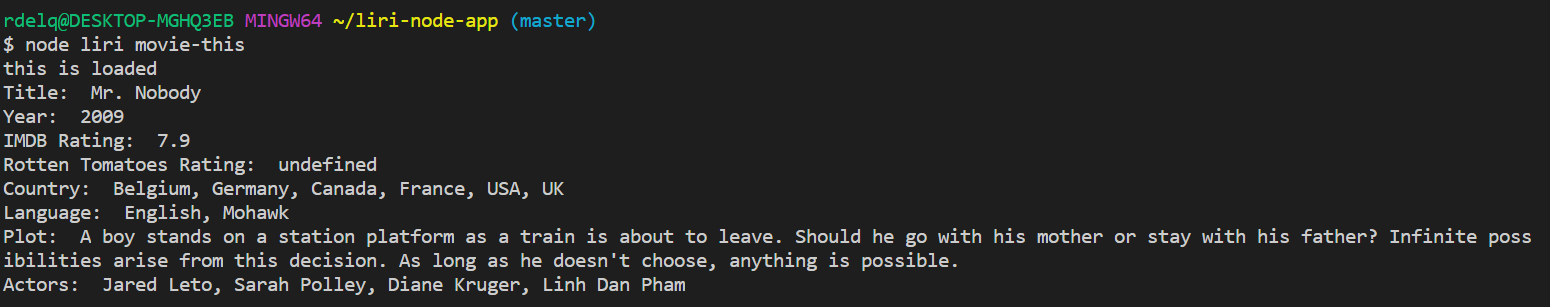 rdelq@DESKTOP-MGHQ3EB MINGW64 ~/liri-node-app (master)
$ node liri movie-this
this is loaded
Title:  Mr. Nobody
Year:  2009
IMDB Rating:  7.9
Rotten Tomatoes Rating:  undefined
Country:  Belgium, Germany, Canada, France, USA, UK
Language:  English, Mohawk
Plot:  A boy stands on a station platform as a train is about to leave. Should he go with his mother or stay with his father? Infinite poss
ibilities arise from this decision. As long as he doesn't choose, anything is possible.
Actors:  Jared Leto, Sarah Polley, Diane Kruger, Linh Dan Pham